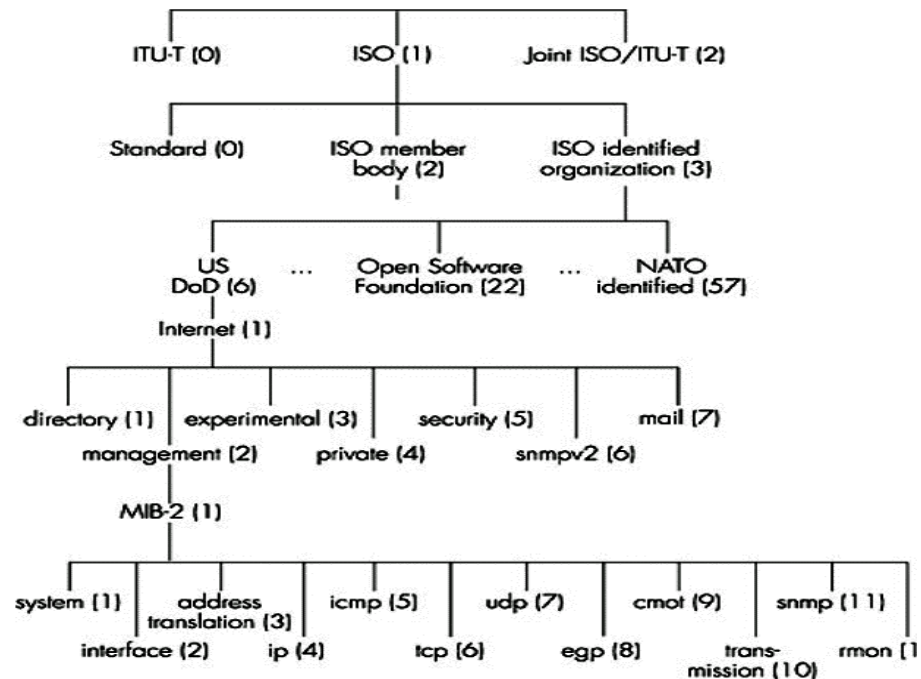 ITU-T (0) ISO (1) Joint ISO/ITU-T (2)
Standard (0) ISO member body (2) ISO identified organization (3)
US DoD (6) ... Open Software Foundation (22) ... NATO identified (57)
Internet (1)
directory (1) experimental (3) security (5) mail (7)
management (2) private (4) snmpv2 (6)
MIB-2 (1)
system (1) address translation (3) icmp (5) udp (7) cmot (9) snmp (11)
interface (2) ip (4) tcp (6) egp (8) trans-mission (10) rmon (1